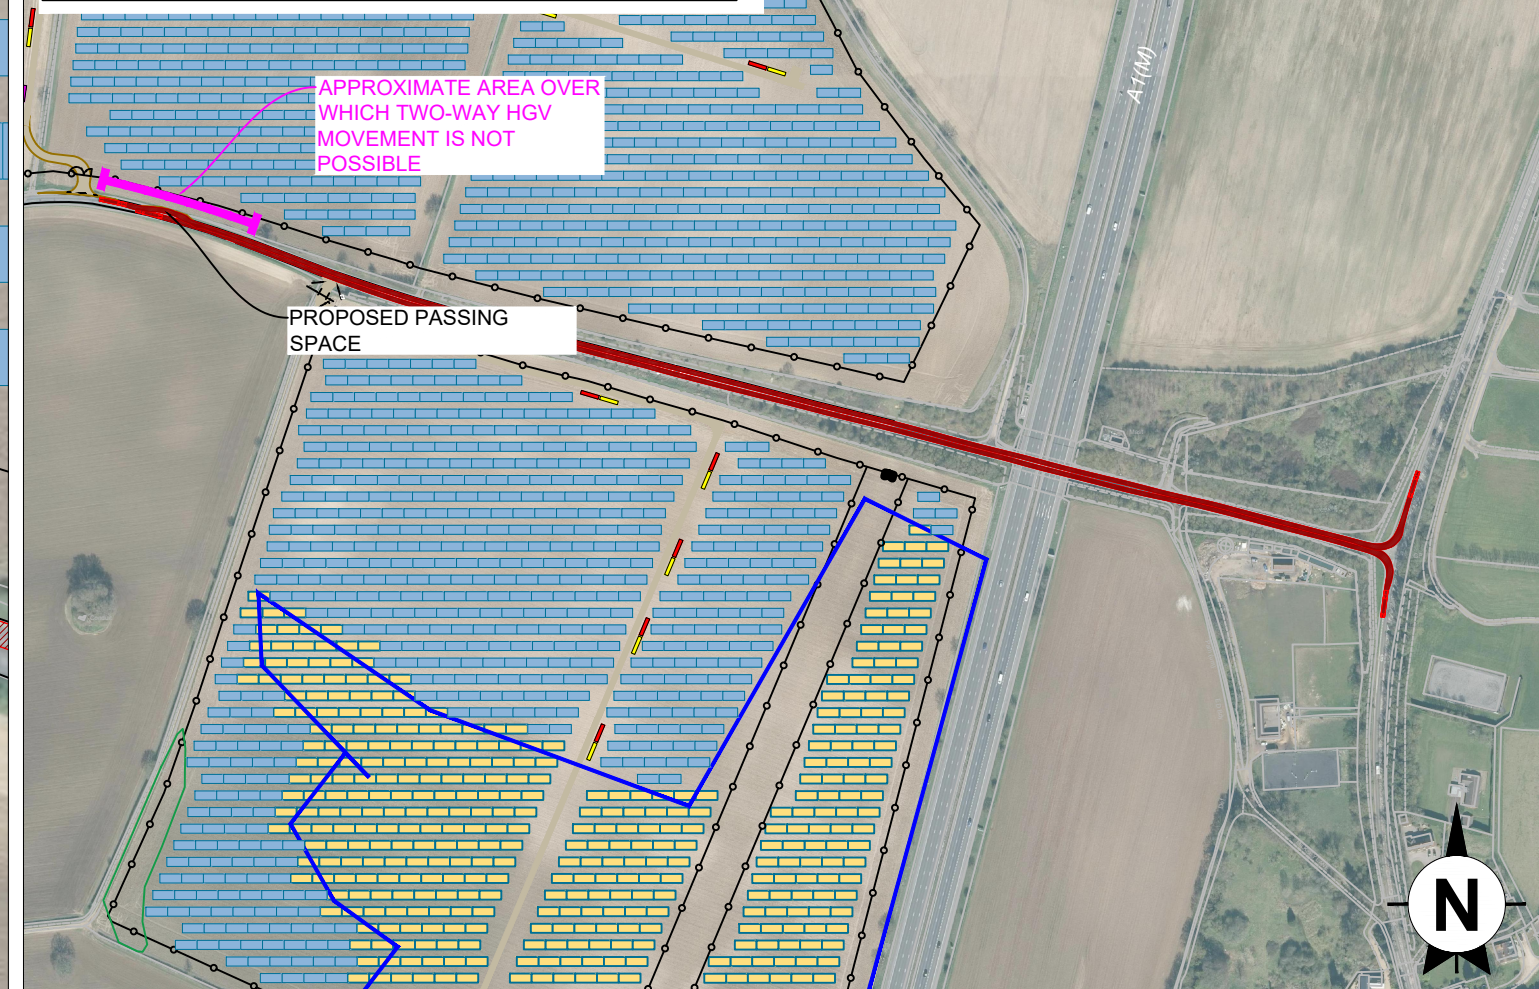 A1(M)
APPROXIMATE AREA OVER
WHICH TWO-WAY HGV
MOVEMENT IS NOT
POSSIBLE
PROPOSED PASSING
SPACE
N